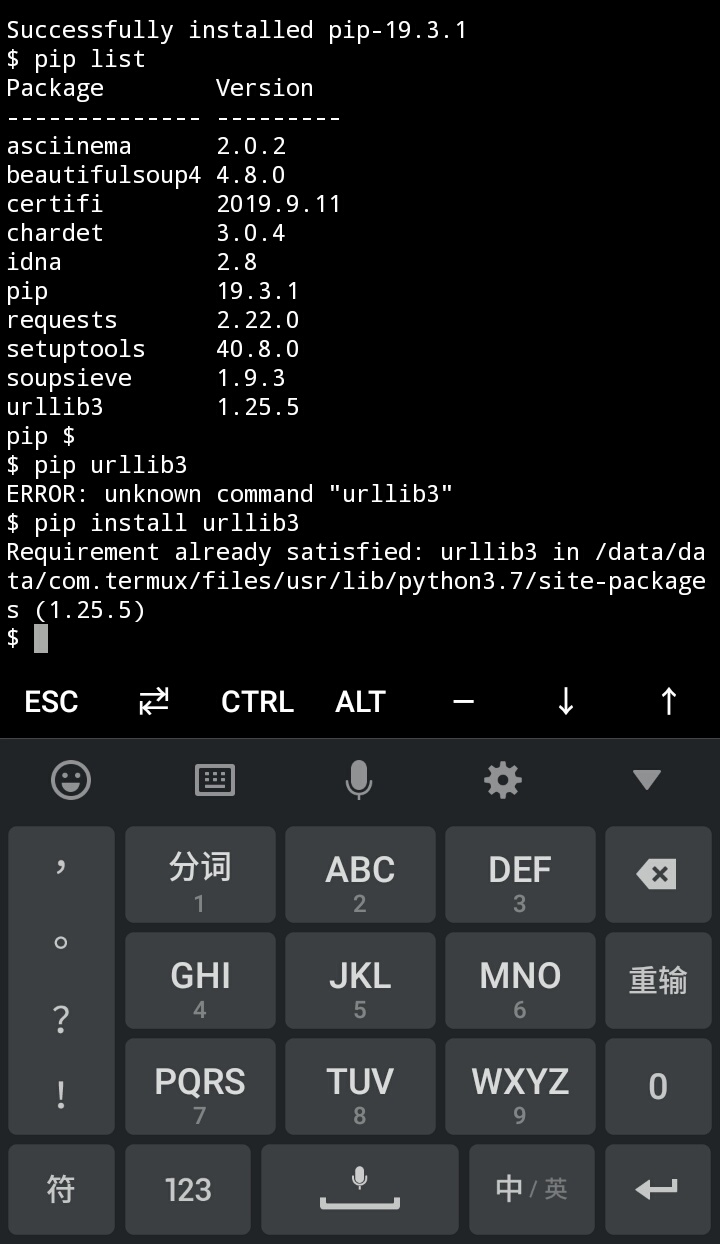 Successfully installed pip-19.3.1
$ pip list
Package        Version
-------------- ---------
asciinema      2.0.2
beautifulsoup4 4.8.0
certifi        2019.9.11
chardet        3.0.4
idna           2.8
pip            19.3.1
requests       2.22.0
setuptools     40.8.0
soupsieve      1.9.3
urllib3        1.25.5
pip $
$ pip urllib3
ERROR: unknown command "urllib3"
$ pip install urllib3
Requirement already satisfied: urllib3 in /data/da
ta/com.termux/files/usr/lib/python3.7/site-package
s (1.25.5)
$
ESC ⇄ CTRL ALT — ↓ ↑
， 分词 ABC DEF
1 2 3
。 GHI JKL MNO 重输
4 5 6
？ PQRS TUV WXYZ 0
！ 7 8 9
符 123 中/英